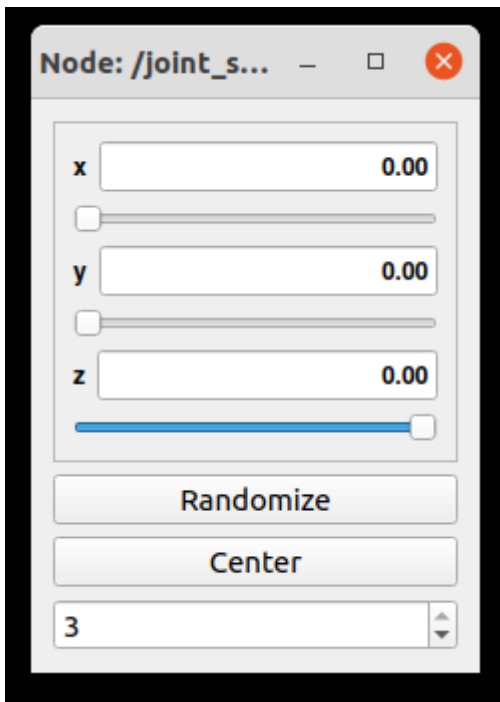 Node: /joint_s...
x 0.00
y 0.00
z 0.00
Randomize
Center
3